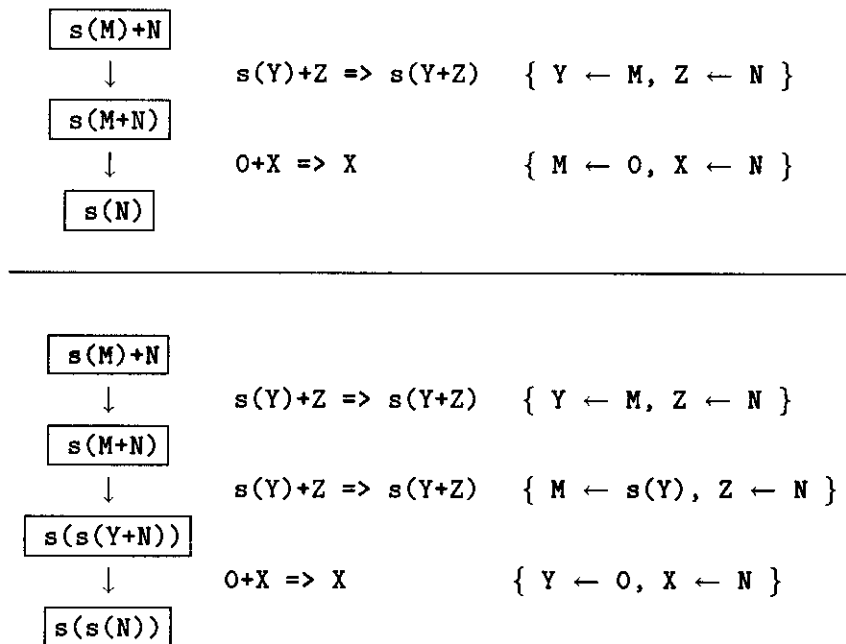 s(M)+N
↓ s(Y)+Z => s(Y+Z) { Y ← M, Z ← N }
s(M+N)
↓ 0+X => X { M ← 0, X ← N }
s(N)
s(M)+N
↓ s(Y)+Z => s(Y+Z) { Y ← M, Z ← N }
s(M+N)
↓ s(Y)+Z => s(Y+Z) { M ← s(Y), Z ← N }
s(s(Y+N))
↓ 0+X => X { Y ← 0, X ← N }
s(s(N))